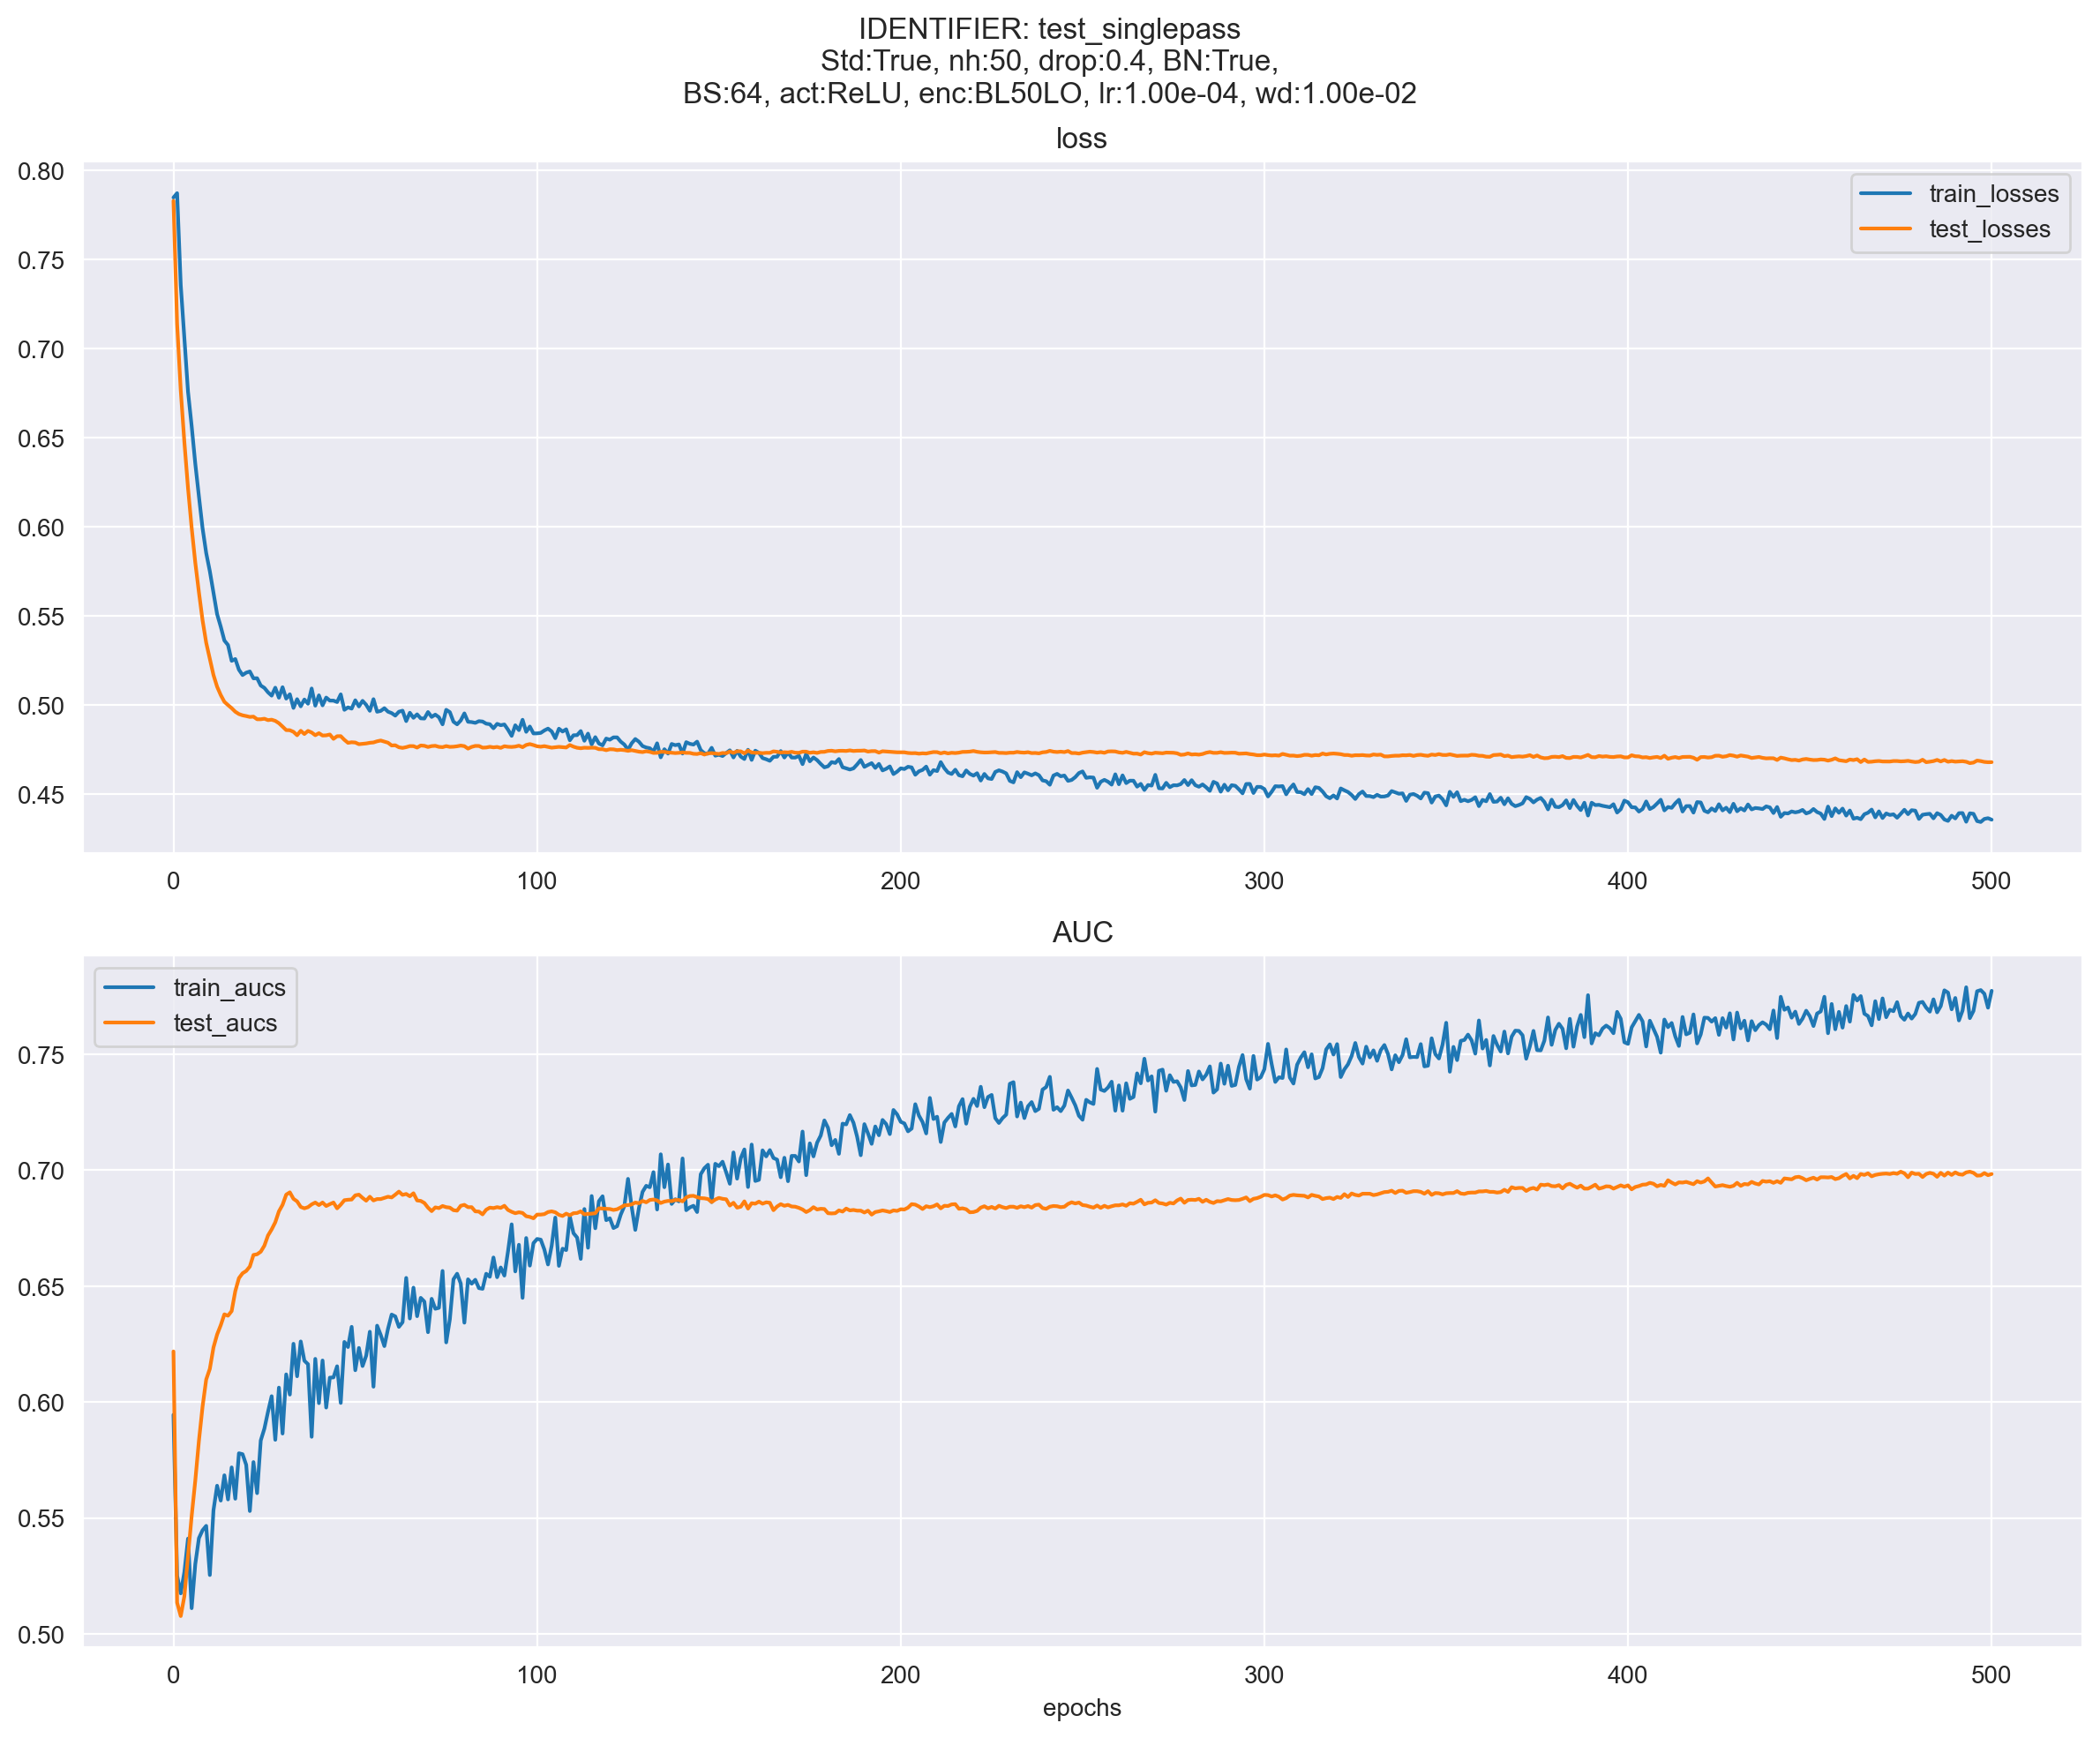 IDENTIFIER: test_singlepass
Std:True, nh:50, drop:0.4, BN:True,
BS:64, act:ReLU, enc:BL50LO, lr:1.00e-04, wd:1.00e-02
loss
train_losses
test_losses
0.80
0.75
0.70
0.65
0.60
0.55
0.50
0.45
0 100 200 300 400 500
AUC
train_aucs
test_aucs
0.75
0.70
0.65
0.60
0.55
0.50
0 100 200 300 400 500
epochs